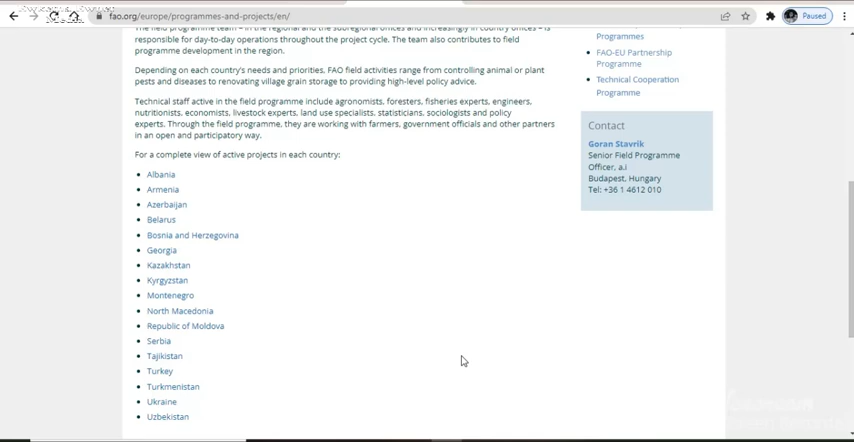 fao.org/europe/programmes-and-projects/en/
Paused
The field programme team – in the regional and the subregional offices and increasingly in country offices – is
responsible for day-to-day operations throughout the project cycle. The team also contributes to field
programme development in the region.
Depending on each country's needs and priorities, FAO field activities range from controlling animal or plant
pests and diseases to renovating village grain storage to providing high-level policy advice.
Technical staff active in the field programme include agronomists, foresters, fisheries experts, engineers,
nutritionists, economists, livestock experts, land use specialists, statisticians, sociologists and policy
experts. Through the field programme, they are working with farmers, government officials and other partners
in an open and participatory way.
For a complete view of active projects in each country:
Albania
Armenia
Azerbaijan
Belarus
Bosnia and Herzegovina
Georgia
Kazakhstan
Kyrgyzstan
Montenegro
North Macedonia
Republic of Moldova
Serbia
Tajikistan
Turkey
Turkmenistan
Ukraine
Uzbekistan
Programmes
FAO-EU Partnership
Programme
Technical Cooperation
Programme
Contact
Goran Stavrik
Senior Field Programme
Officer, a.i
Budapest, Hungary
Tel: +36 1 4612 010